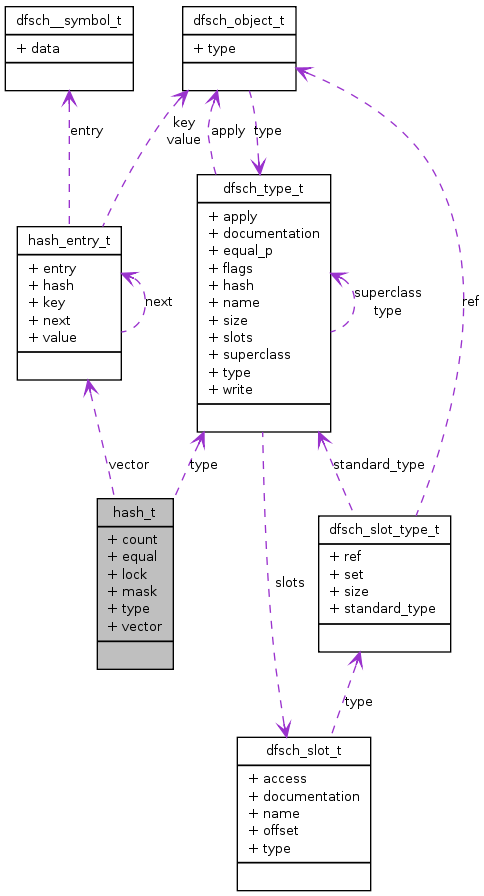 dfsch__symbol_t
+ data
dfsch_object_t
+ type
entry
key
value
apply
type
dfsch_type_t
+ apply
+ documentation
+ equal_p
+ flags
+ hash
+ name
+ size
+ slots
+ superclass
+ type
+ write
hash_entry_t
+ entry
+ hash
+ key
+ next
+ value
next
superclass
type
ref
vector
type
standard_type
hash_t
+ count
+ equal
+ lock
+ mask
+ type
+ vector
dfsch_slot_type_t
+ ref
+ set
+ size
+ standard_type
slots
type
dfsch_slot_t
+ access
+ documentation
+ name
+ offset
+ type